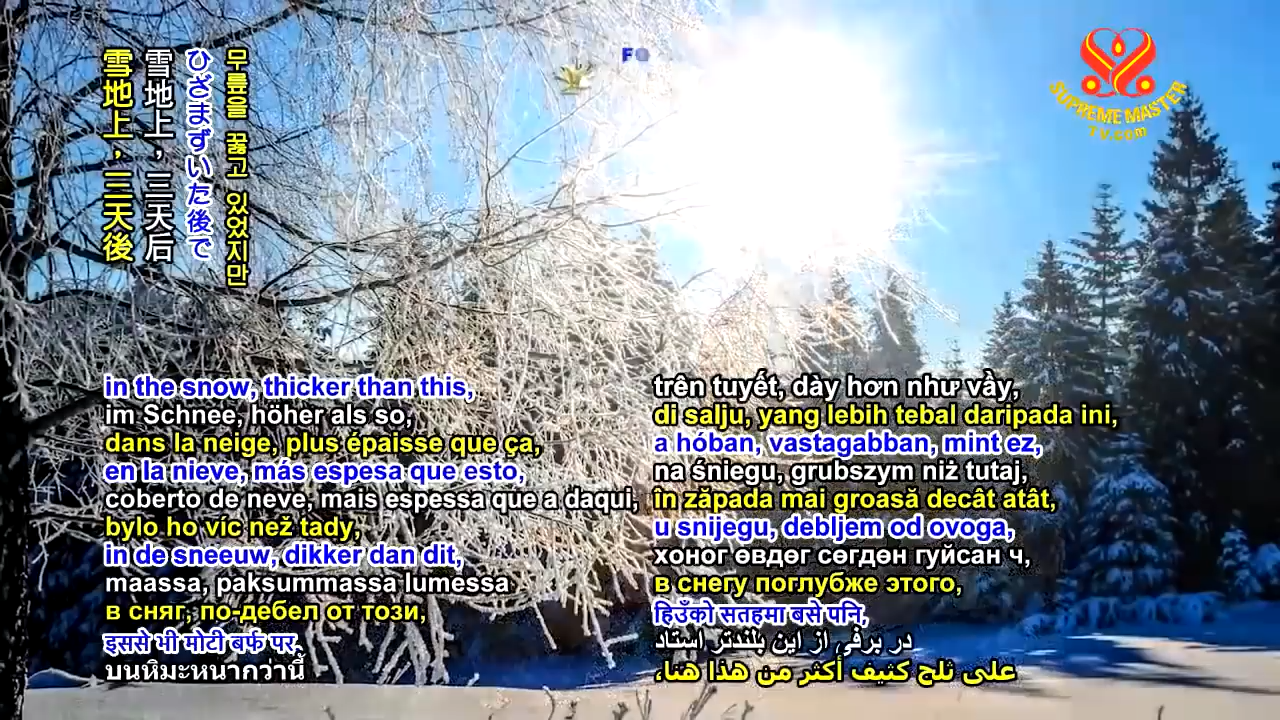 FO
SUPREME MASTER
TV.com
雪地上，三天後
雪地上，三天后
ひざまずいた後で
무릎을 꿇고 있었지만
in the snow, thicker than this,
im Schnee, höher als so,
dans la neige, plus épaisse que ça,
en la nieve, más espesa que esto,
coberto de neve, mais espessa que a daqui,
bylo ho víc než tady,
in de sneeuw, dikker dan dit,
maassa, paksummassa lumessa
в сняг, по-дебел от този,
इससे भी मोटी बर्फ पर,
บนหิมะหนากว่านี้
trên tuyết, dày hơn như vầy,
di salju, yang lebih tebal daripada ini,
a hóban, vastagabban, mint ez,
na śniegu, grubszym niż tutaj,
în zăpada mai groasă decât atât,
u snijegu, debljem od ovoga,
хоног өвдөг сөгдөн гуйсан ч,
в снегу поглубже этого,
हिउँको सतहमा बसे पनि,
در برفی از این بلندتر استاد
على ثلج كثيف أكثر من هذا هنا،